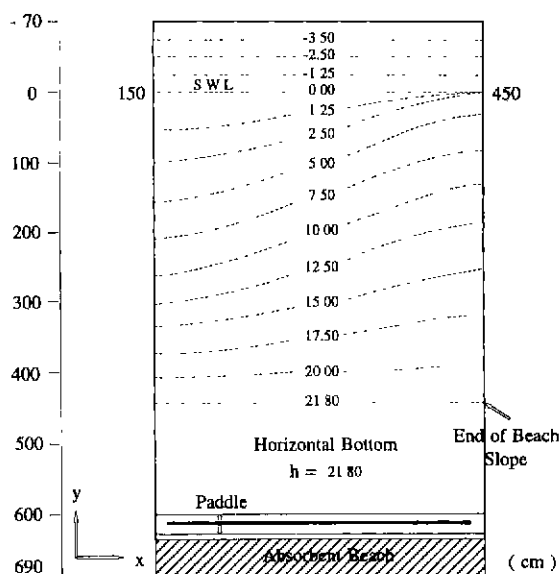 - 70
-3.50
-2.50
-1 25
0
150
S W L
0.00
450
1.25
2.50
100
5.00
7.50
200
10 00
12.50
300
15.00
17.50
20 00
400
21.80
500
Horizontal Bottom
End of Beach
Slope
h = 21 80
Paddle
600
y
x
Absorbent Beach
690
( cm )